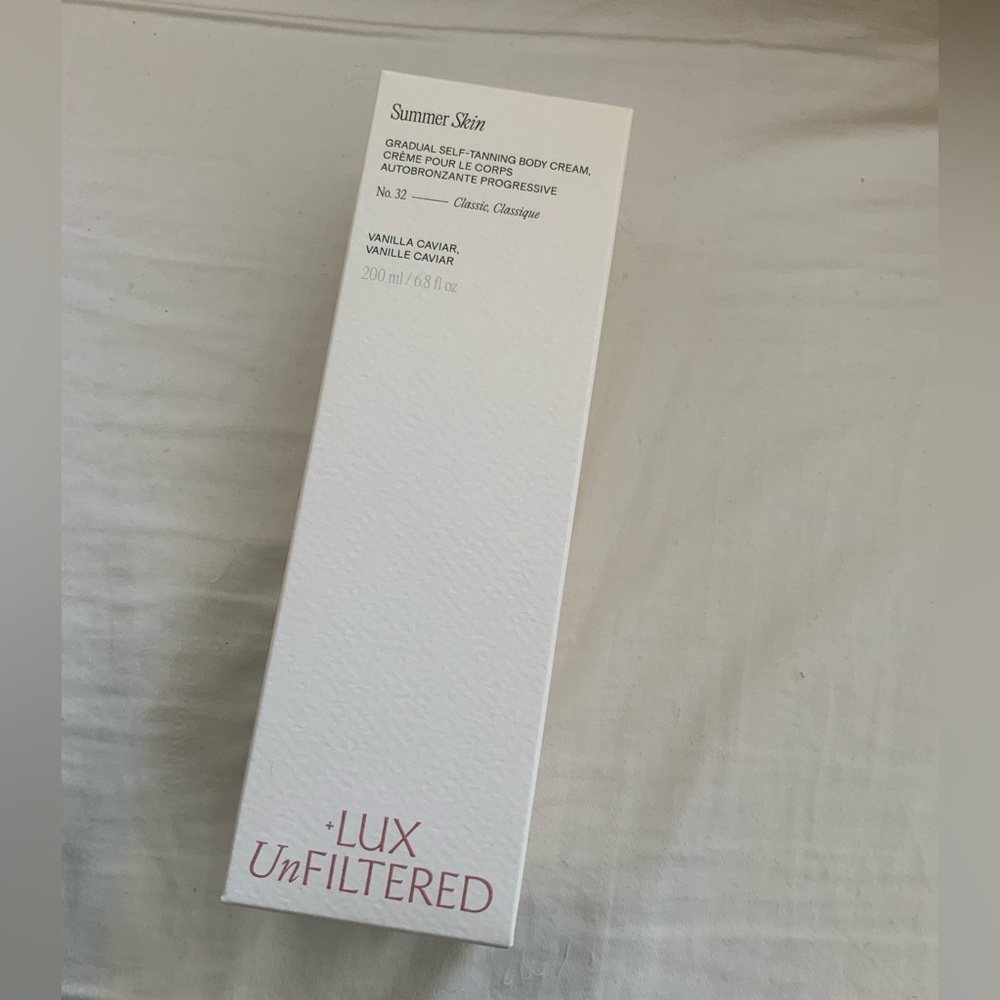 Summer Skin
GRADUAL SELF-TANNING BODY CREAM,
CRÈME POUR LE CORPS
AUTOBRONZANTE PROGRESSIVE
No. 32 —— Classic, Classique
VANILLA CAVIAR,
VANILLE CAVIAR
200 ml / 6.8 fl oz
+LUX
UnFILTERED